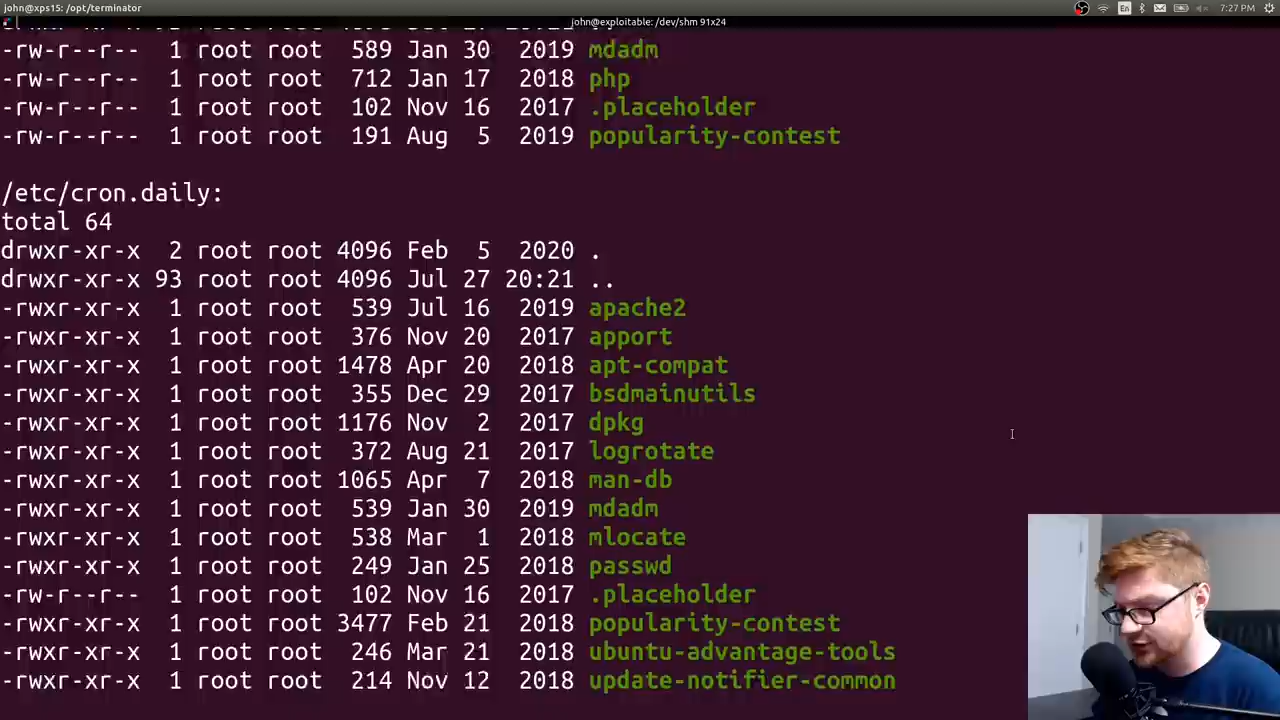 john@xps15: /opt/terminator
En
7:27 PM
john@exploitable: /dev/shm 91x24
-rw-r--r-- 1 root root 589 Jan 30 2019 mdadm
-rw-r--r-- 1 root root 712 Jan 17 2018 php
-rw-r--r-- 1 root root 102 Nov 16 2017 .placeholder
-rw-r--r-- 1 root root 191 Aug 5 2019 popularity-contest
/etc/cron.daily:
total 64
drwxr-xr-x 2 root root 4096 Feb 5 2020 .
drwxr-xr-x 93 root root 4096 Jul 27 20:21 ..
-rwxr-xr-x 1 root root 539 Jul 16 2019 apache2
-rwxr-xr-x 1 root root 376 Nov 20 2017 apport
-rwxr-xr-x 1 root root 1478 Apr 20 2018 apt-compat
-rwxr-xr-x 1 root root 355 Dec 29 2017 bsdmainutils
-rwxr-xr-x 1 root root 1176 Nov 2 2017 dpkg
-rwxr-xr-x 1 root root 372 Aug 21 2017 logrotate
-rwxr-xr-x 1 root root 1065 Apr 7 2018 man-db
-rwxr-xr-x 1 root root 539 Jan 30 2019 mdadm
-rwxr-xr-x 1 root root 538 Mar 1 2018 mlocate
-rwxr-xr-x 1 root root 249 Jan 25 2018 passwd
-rw-r--r-- 1 root root 102 Nov 16 2017 .placeholder
-rwxr-xr-x 1 root root 3477 Feb 21 2018 popularity-contest
-rwxr-xr-x 1 root root 246 Mar 21 2018 ubuntu-advantage-tools
-rwxr-xr-x 1 root root 214 Nov 12 2018 update-notifier-common